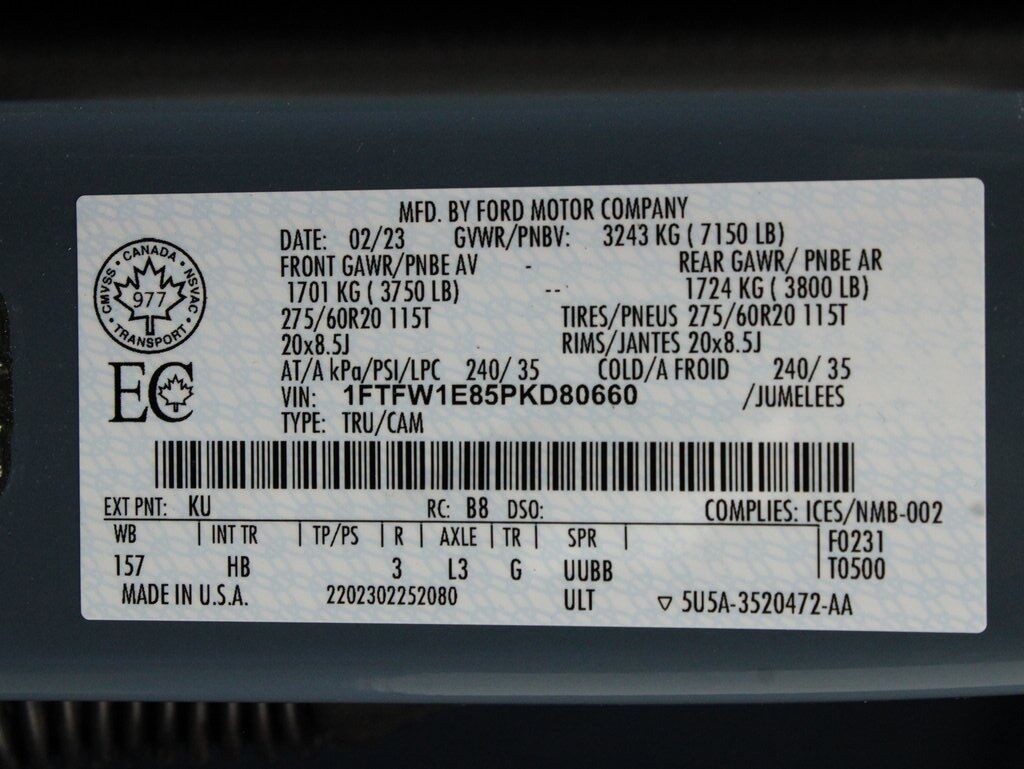 MFD. BY FORD MOTOR COMPANY
DATE: 02/23 GVWR/PNBV: 3243 KG ( 7150 LB)
FRONT GAWR/PNBE AV - REAR GAWR/ PNBE AR
1701 KG ( 3750 LB) -- 1724 KG ( 3800 LB)
275/60R20 115T TIRES/PNEUS 275/60R20 115T
20x8.5J RIMS/JANTES 20x8.5J
AT/A kPa/PSI/LPC 240/ 35 COLD/A FROID 240/ 35
VIN: 1FTFW1E85PKD80660 /JUMELEES
TYPE: TRU/CAM
CANADA
CMVSS 977 NSVAC
TRANSPORT
EC
EXT PNT: KU RC: B8 DSO: COMPLIES: ICES/NMB-002
WB | INT TR | TP/PS | R | AXLE | TR | SPR | F0231
157 HB 3 L3 G UUBB T0500
MADE IN U.S.A. 2202302252080 ULT ▽ 5U5A-3520472-AA